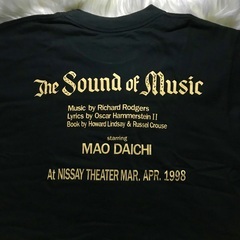 The Sound of Music
Music by Richard Rodgers
Lyrics by Oscar Hammerstein II
Book by Howard Lindsay & Russel Crouse
starring
MAO DAICHI
At NISSAY THEATER MAR. APR. 1998